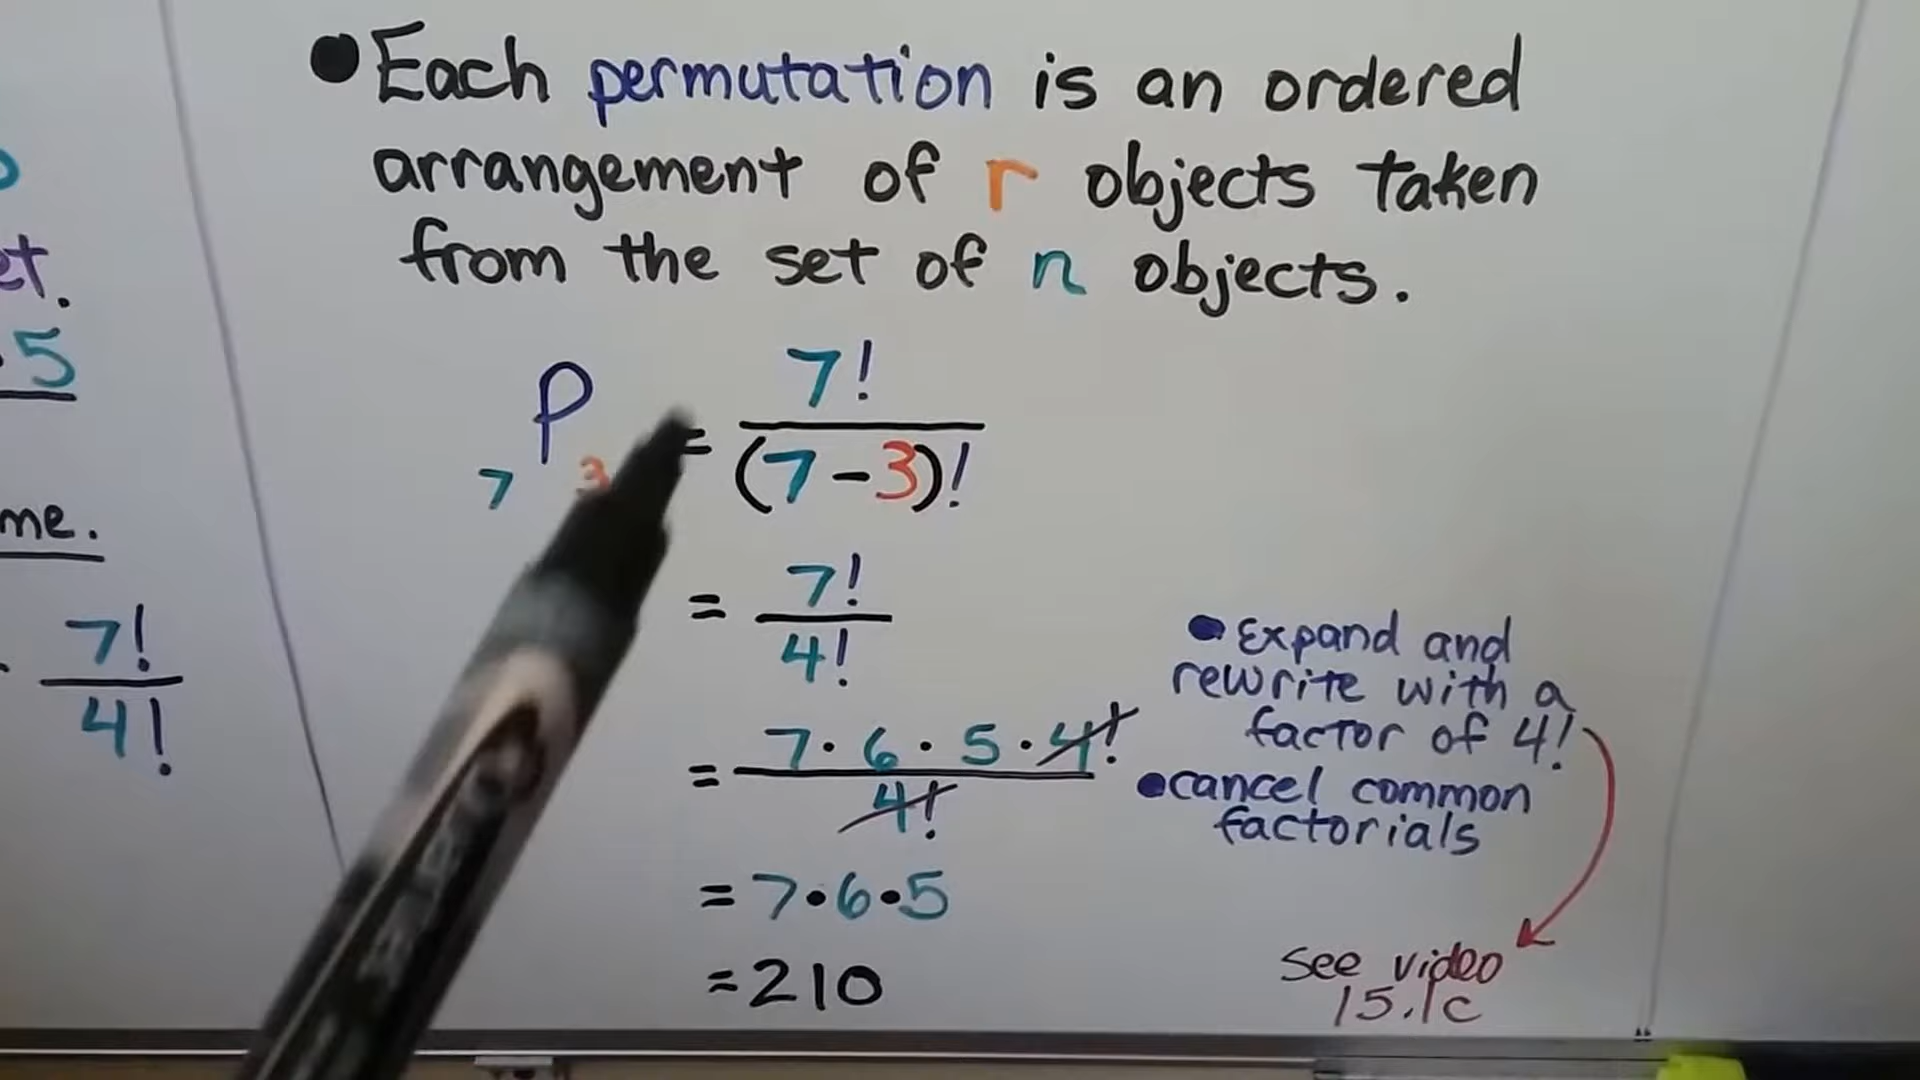 et.
5
me.
7!
4!
● Each permutation is an ordered
arrangement of r objects taken
from the set of n objects.
7P3 = 7!
(7-3)!
= 7!
4!
= 7·6·5·4!
4!
= 7•6•5
= 210
● Expand and
rewrite with a
factor of 4!
● cancel common
factorials
see video
15.1c